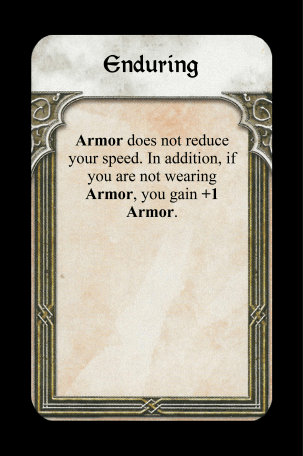 Enduring
Armor does not reduce
your speed. In addition, if
you are not wearing
Armor, you gain +1
Armor.